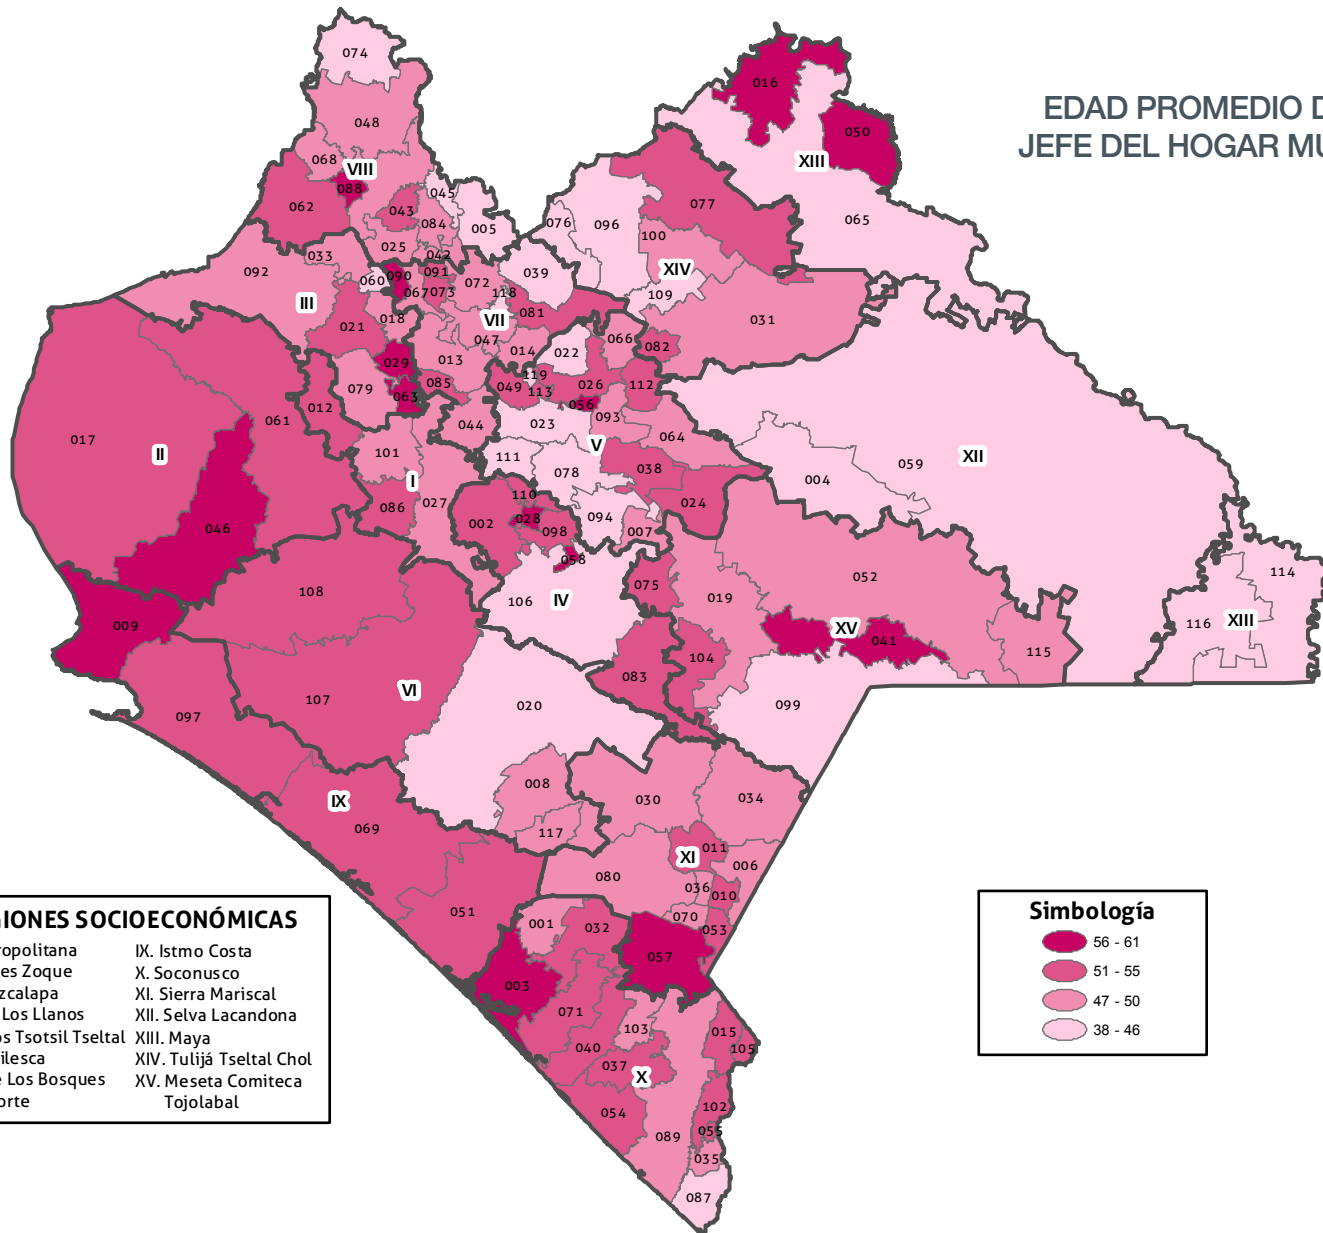 EDAD PROMEDIO D
JEFE DEL HOGAR MU
074
016
048
050
068
VIII
XIII
088
045
062
043
077
084
005
076
096
065
100
025
042
033
092
039
XIV
060
090
091
072
067
073
118
109
III
081
018
VII
031
021
047
066
082
014
022
013
029
119
079
085
049
026
112
113
063
056
012
061
044
023
093
064
017
II
V
101
111
XII
059
078
038
004
I
110
027
024
086
002
028
094
046
098
007
058
114
052
075
108
106
IV
019
116
XIII
009
XV
041
104
115
083
VI
107
020
099
097
008
030
034
IX
069
117
011
XI
006
080
036
010
051
070
001
032
053
057
003
071
103
015
040
105
037
X
054
102
055
089
035
087
GIONES SOCIOECONÓMICAS
ropolitana
es Zoque
zcalapa
Los Llanos
os Tsotsil Tseltal
ilesca
e Los Bosques
orte
IX. Istmo Costa
X. Soconusco
XI. Sierra Mariscal
XII. Selva Lacandona
XIII. Maya
XIV. Tulijá Tseltal Chol
XV. Meseta Comiteca
Tojolabal
Simbología
56 - 61
51 - 55
47 - 50
38 - 46